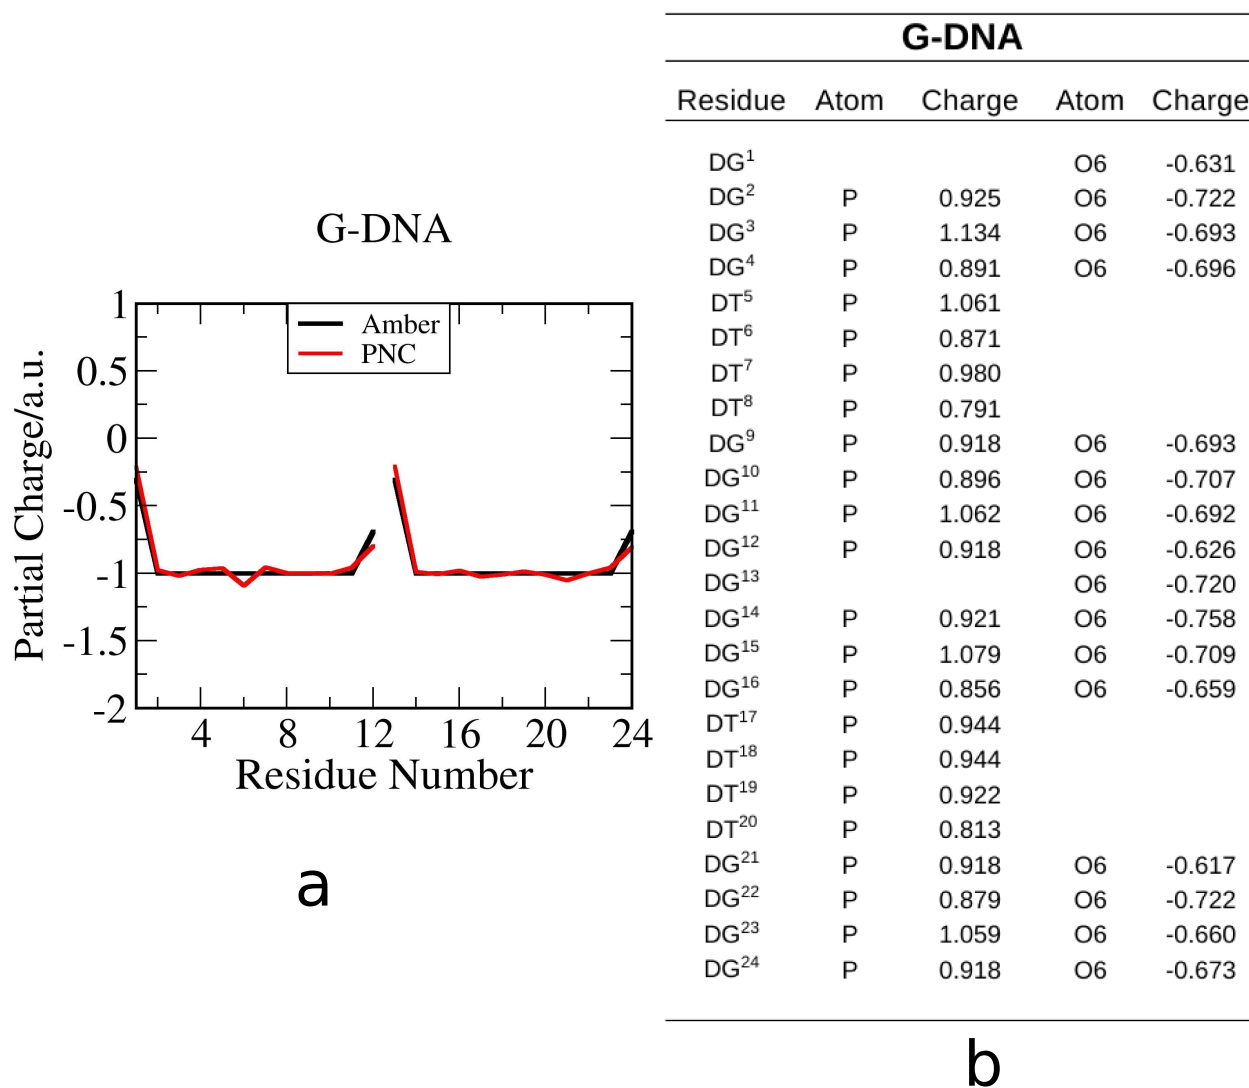 G-DNA
Amber
PNC
Partial Charge/a.u.
1
0.5
0
-0.5
-1
-1.5
-2
4 8 12 16 20 24
Residue Number
a
G-DNA
Residue Atom Charge Atom Charge
DG1 O6 -0.631
DG2 P 0.925 O6 -0.722
DG3 P 1.134 O6 -0.693
DG4 P 0.891 O6 -0.696
DT5 P 1.061
DT6 P 0.871
DT7 P 0.980
DT8 P 0.791
DG9 P 0.918 O6 -0.693
DG10 P 0.896 O6 -0.707
DG11 P 1.062 O6 -0.692
DG12 P 0.918 O6 -0.626
DG13 O6 -0.720
DG14 P 0.921 O6 -0.758
DG15 P 1.079 O6 -0.709
DG16 P 0.856 O6 -0.659
DT17 P 0.944
DT18 P 0.944
DT19 P 0.922
DT20 P 0.813
DG21 P 0.918 O6 -0.617
DG22 P 0.879 O6 -0.722
DG23 P 1.059 O6 -0.660
DG24 P 0.918 O6 -0.673
b